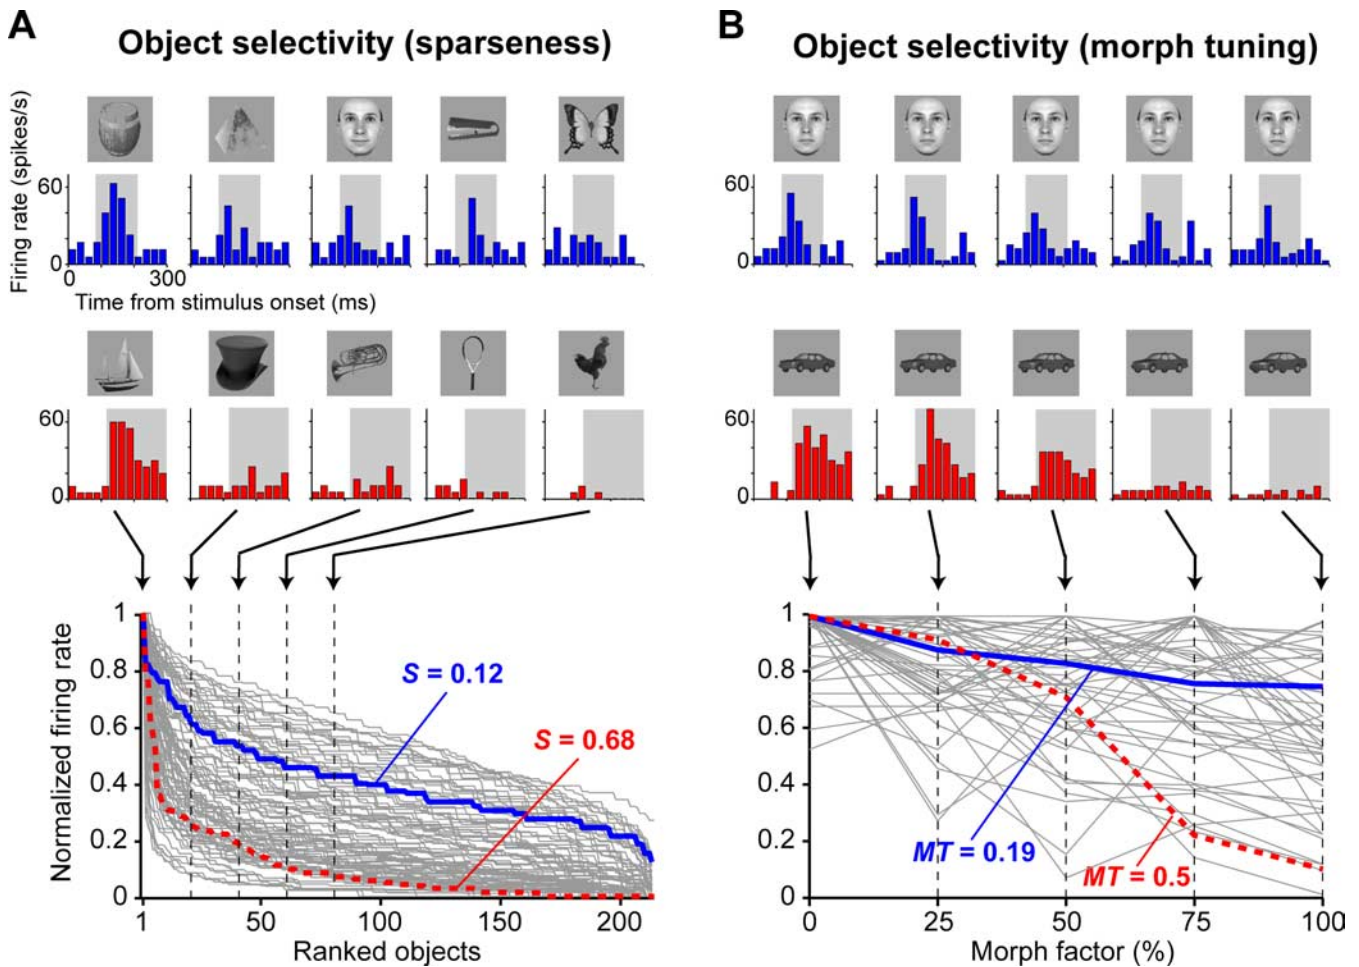 A
Object selectivity (sparseness)
Firing rate (spikes/s)
60
0
0
300
Time from stimulus onset (ms)
60
0
Normalized firing rate
1
0.8
0.6
0.4
0.2
0
S = 0.12
S = 0.68
1
50
100
150
200
Ranked objects
B
Object selectivity (morph tuning)
60
0
60
0
1
0.8
0.6
0.4
0.2
0
MT = 0.19
MT = 0.5
0
25
50
75
100
Morph factor (%)